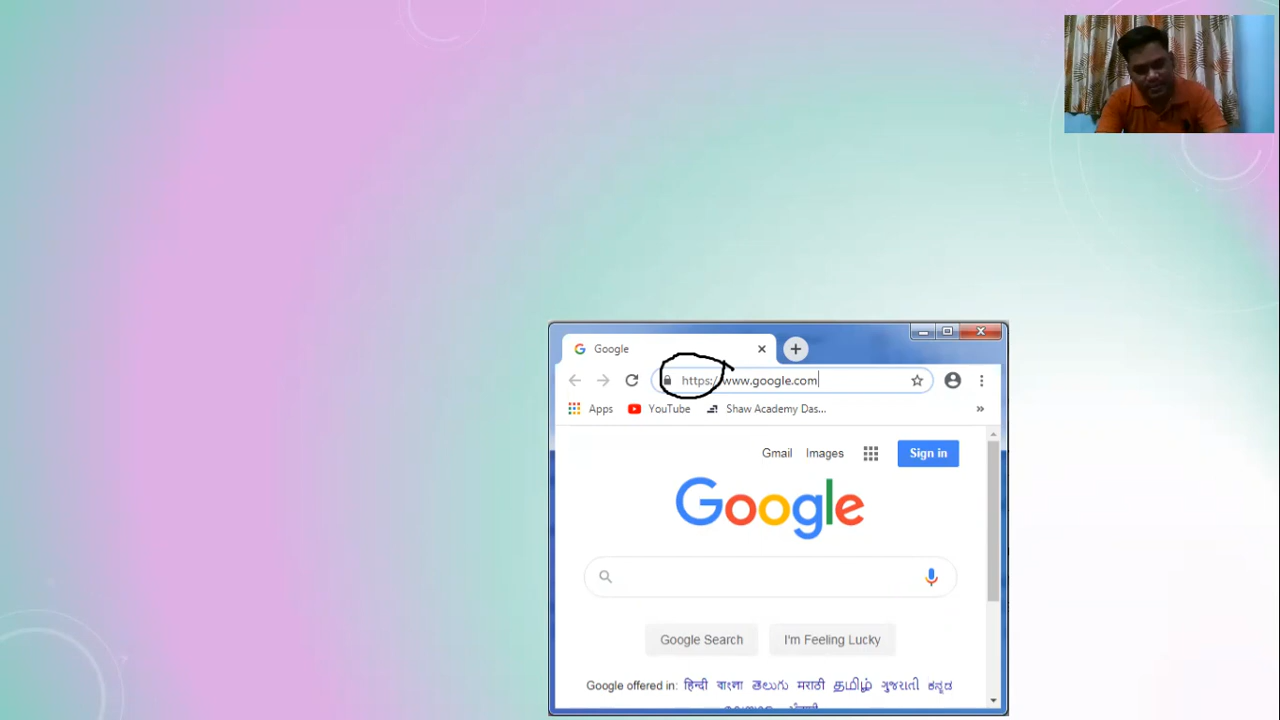 Google
https://www.google.com
Apps YouTube Shaw Academy Das...
Gmail Images Sign in
Google
Google Search I'm Feeling Lucky
Google offered in: हिन्दी বাংলা తెలుగు मराठी தமிழ் ગુજરાતી ಕನ್ನಡ